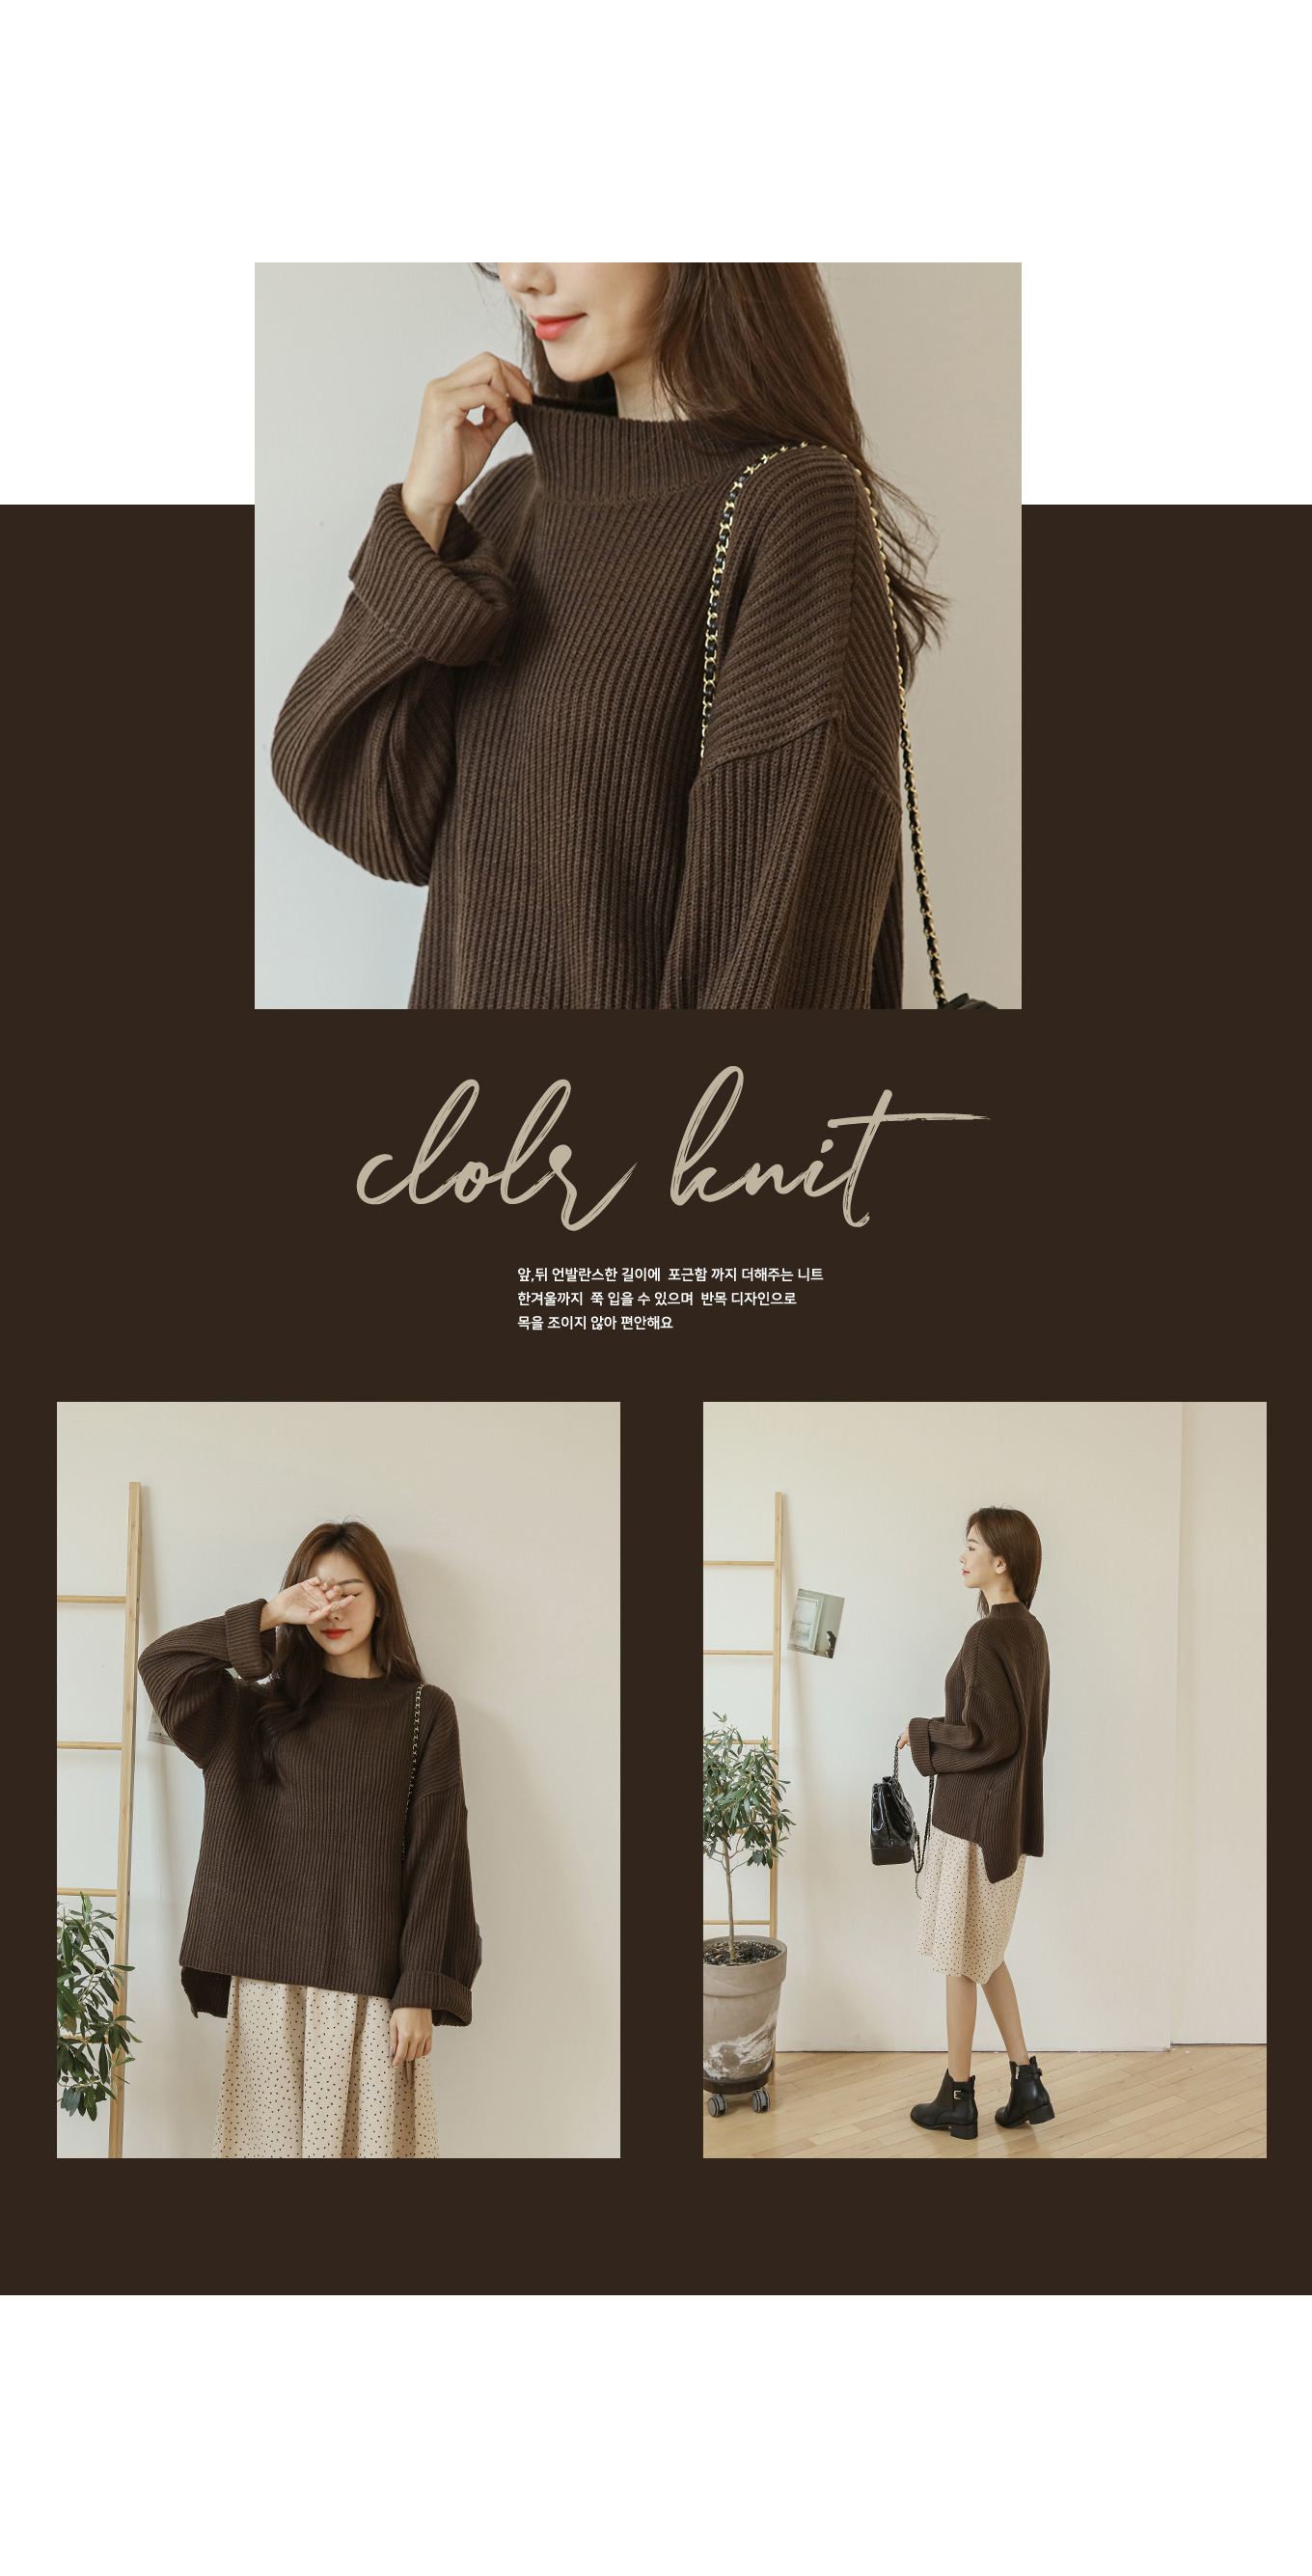 clolr knit
앞,뒤 언발란스한 길이에 포근함 까지 더해주는 니트
한겨울까지 쭉 입을 수 있으며 반목 디자인으로
목을 조이지 않아 편안해요